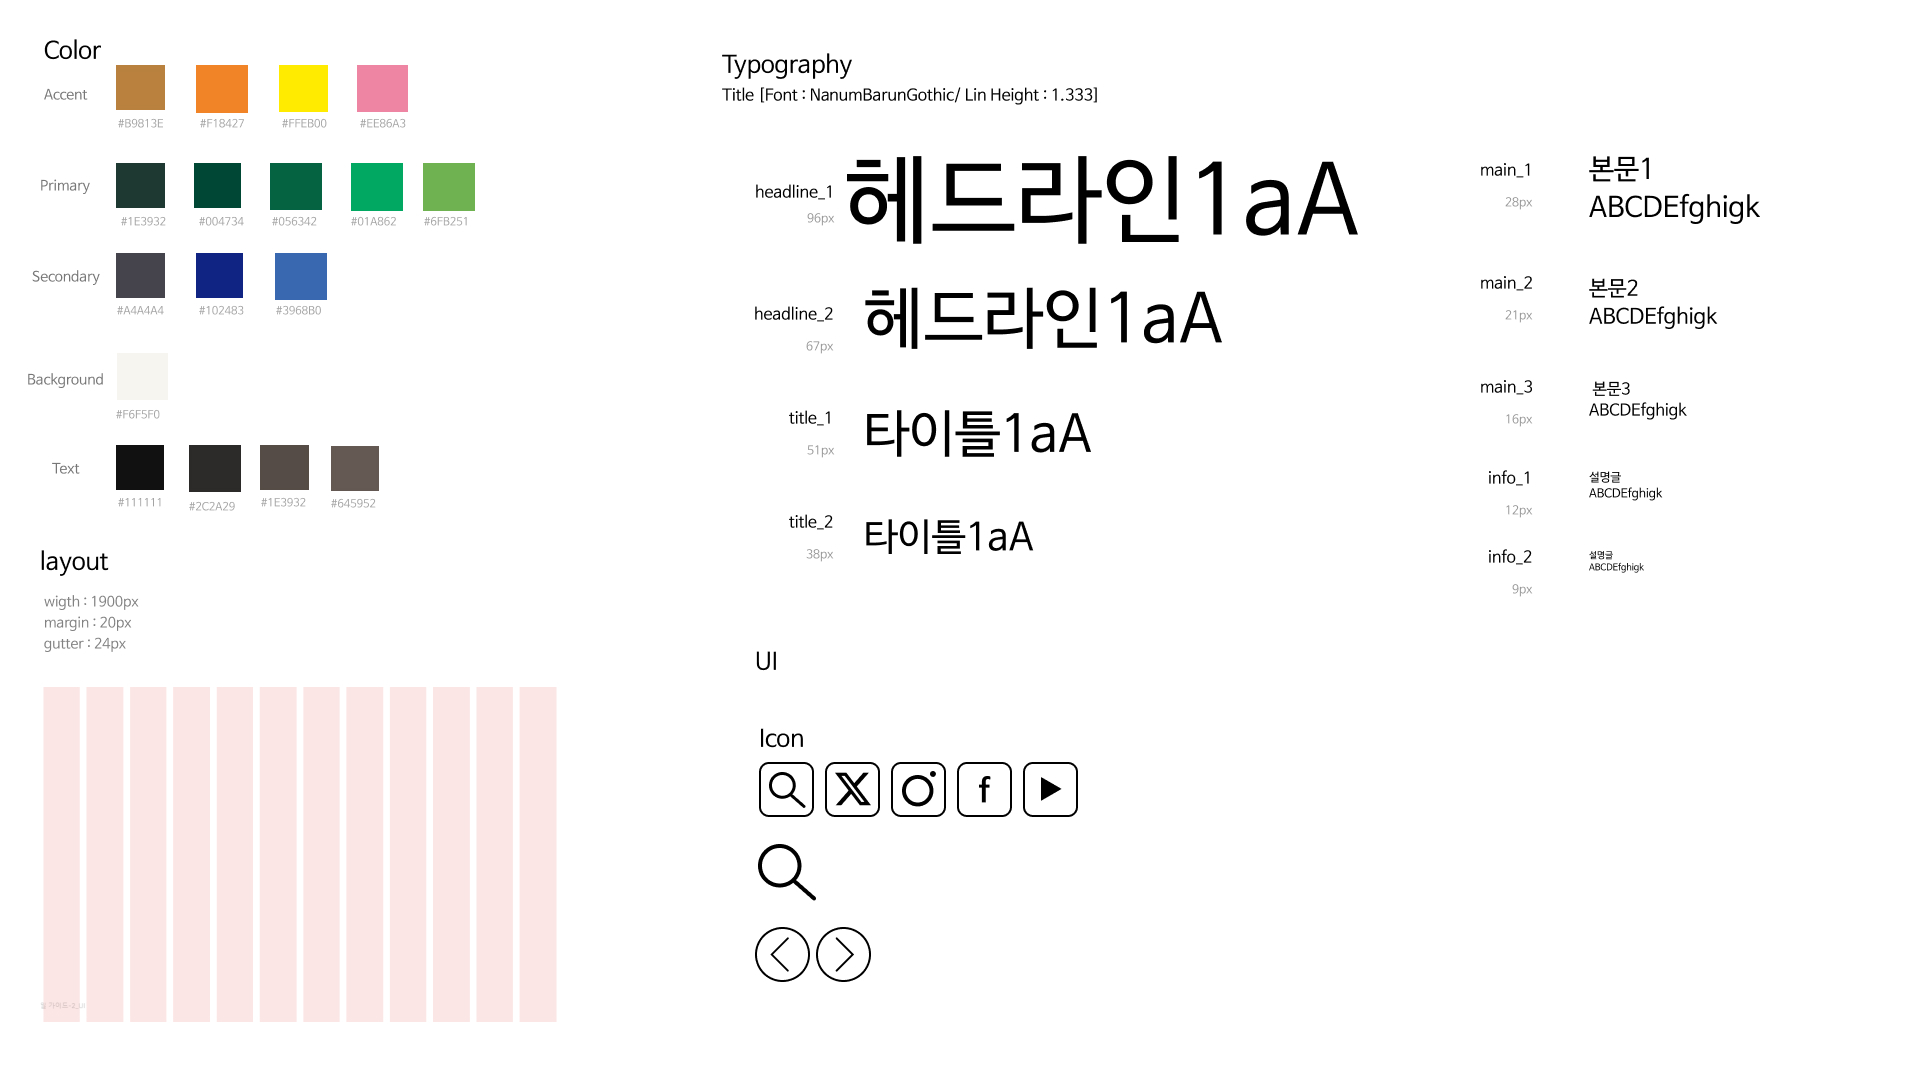 Color
Accent
#B9813E #F18427 #FFEB00 #EE86A3
Primary
#1E3932 #004734 #056342 #01A862 #6FB251
Secondary
#A4A4A4 #102483 #3968B0
Background
#F6F5F0
Text
#111111 #2C2A29 #1E3932 #645952
layout
wigth : 1900px
margin : 20px
gutter : 24px
Typography
Title [Font : NanumBarunGothic/ Lin Height : 1.333]
headline_1
96px
헤드라인1aA
headline_2
67px
헤드라인1aA
title_1
51px
타이틀1aA
title_2
38px
타이틀1aA
main_1
28px
본문1
ABCDEfghigk
main_2
21px
본문2
ABCDEfghigk
main_3
16px
본문3
ABCDEfghigk
info_1
12px
설명글
ABCDEfghigk
info_2
9px
설명글
ABCDEfghigk
UI
Icon